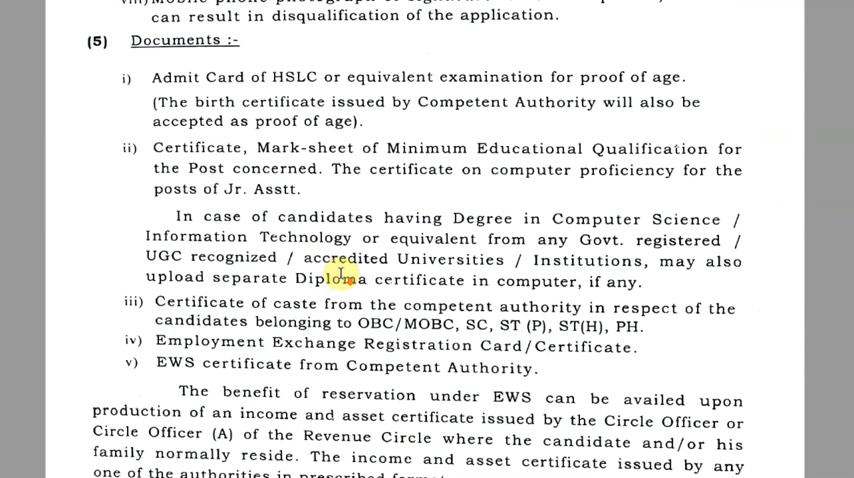 can result in disqualification of the application.
(5) Documents :-
i) Admit Card of HSLC or equivalent examination for proof of age.
(The birth certificate issued by Competent Authority will also be
accepted as proof of age).
ii) Certificate, Mark-sheet of Minimum Educational Qualification for
the Post concerned. The certificate on computer proficiency for the
posts of Jr. Asstt.
In case of candidates having Degree in Computer Science /
Information Technology or equivalent from any Govt. registered /
UGC recognized / accredited Universities / Institutions, may also
upload separate Diploma certificate in computer, if any.
iii) Certificate of caste from the competent authority in respect of the
candidates belonging to OBC/MOBC, SC, ST (P), ST(H), PH.
iv) Employment Exchange Registration Card/Certificate.
v) EWS certificate from Competent Authority.
The benefit of reservation under EWS can be availed upon
production of an income and asset certificate issued by the Circle Officer or
Circle Officer (A) of the Revenue Circle where the candidate and/or his
family normally reside. The income and asset certificate issued by any
one of the authorities in prescribed